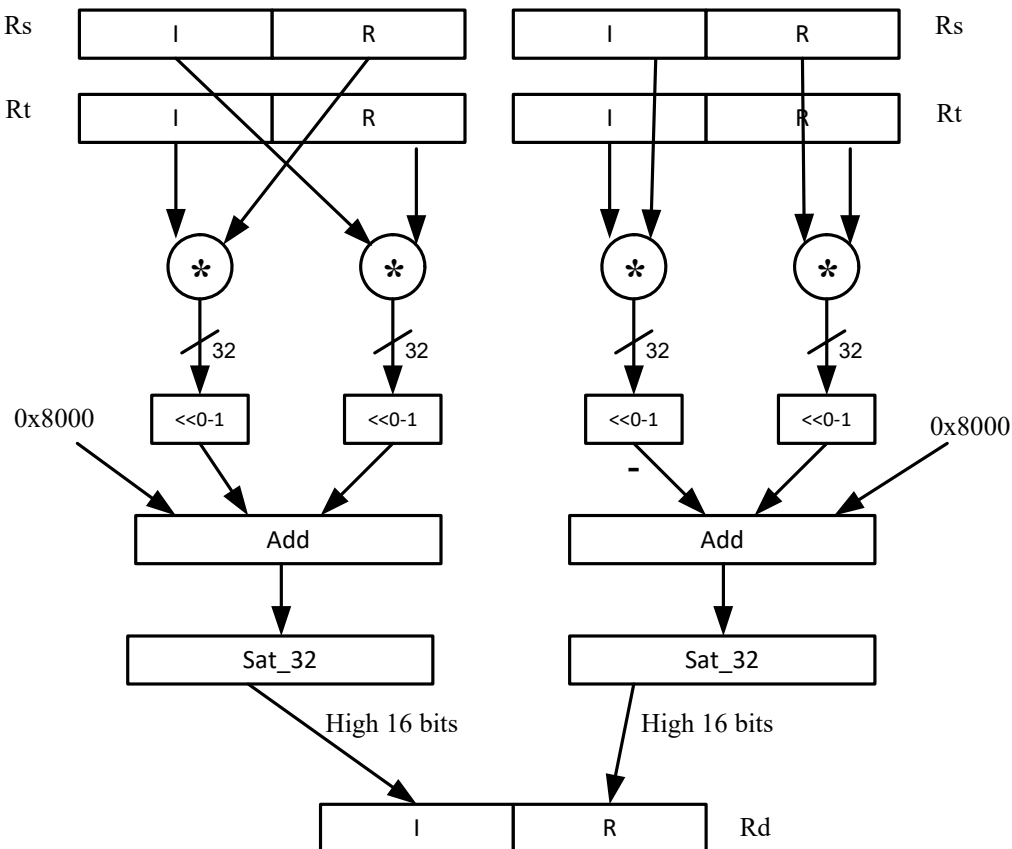 Rs I R I R Rs
Rt I R I R Rt
* * * *
32 32 32 32
0x8000 <<0-1 <<0-1 <<0-1 <<0-1 0x8000
-
Add Add
Sat_32 Sat_32
High 16 bits High 16 bits
I R Rd